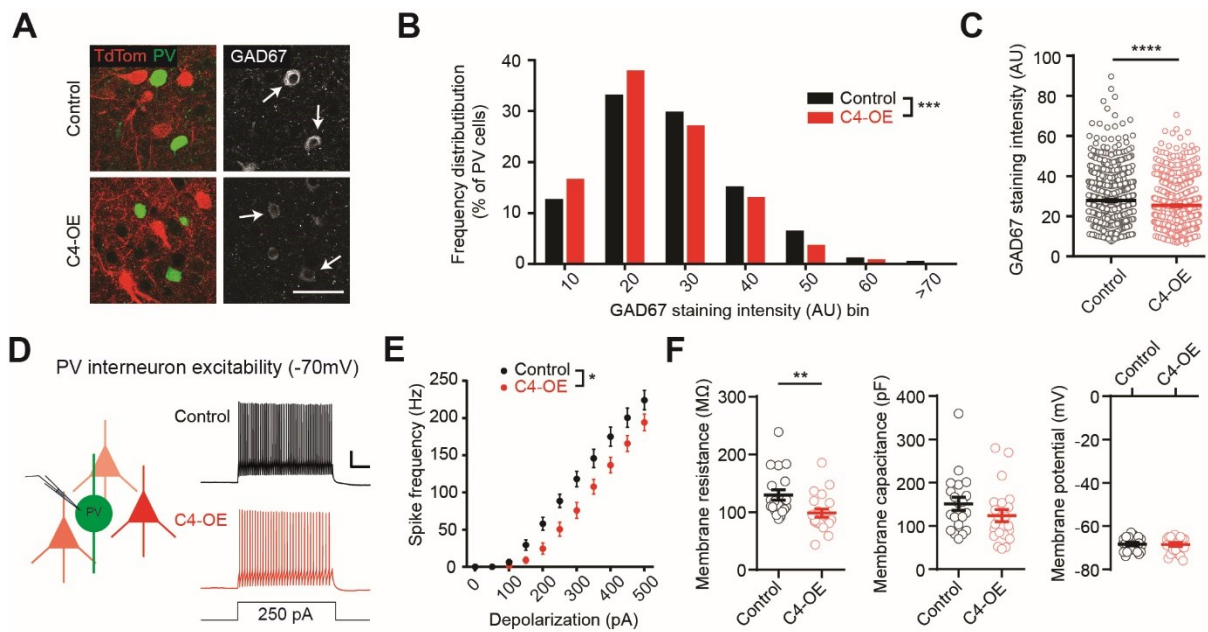 A
TdTom PV
GAD67
Control
C4-OE
B
Frequency distributibution
(% of PV cells)
40
30
20
10
0
Control
C4-OE
***
10
20
30
40
50
60
>70
GAD67 staining intensity (AU) bin
C
****
GAD67 staining intensity (AU)
100
80
60
40
20
0
Control
C4-OE
D
PV interneuron excitability (-70mV)
Control
PV
C4-OE
250 pA
E
Control
C4-OE
*
Spike frequency (Hz)
250
200
150
100
50
0
0
100
200
300
400
500
Depolarization (pA)
F
**
Membrane resistance (MΩ)
300
200
100
0
Control
C4-OE
Membrane capacitance (pF)
400
300
200
100
0
Control
C4-OE
Control
C4-OE
Membrane potential (mV)
0
-20
-40
-60
-80